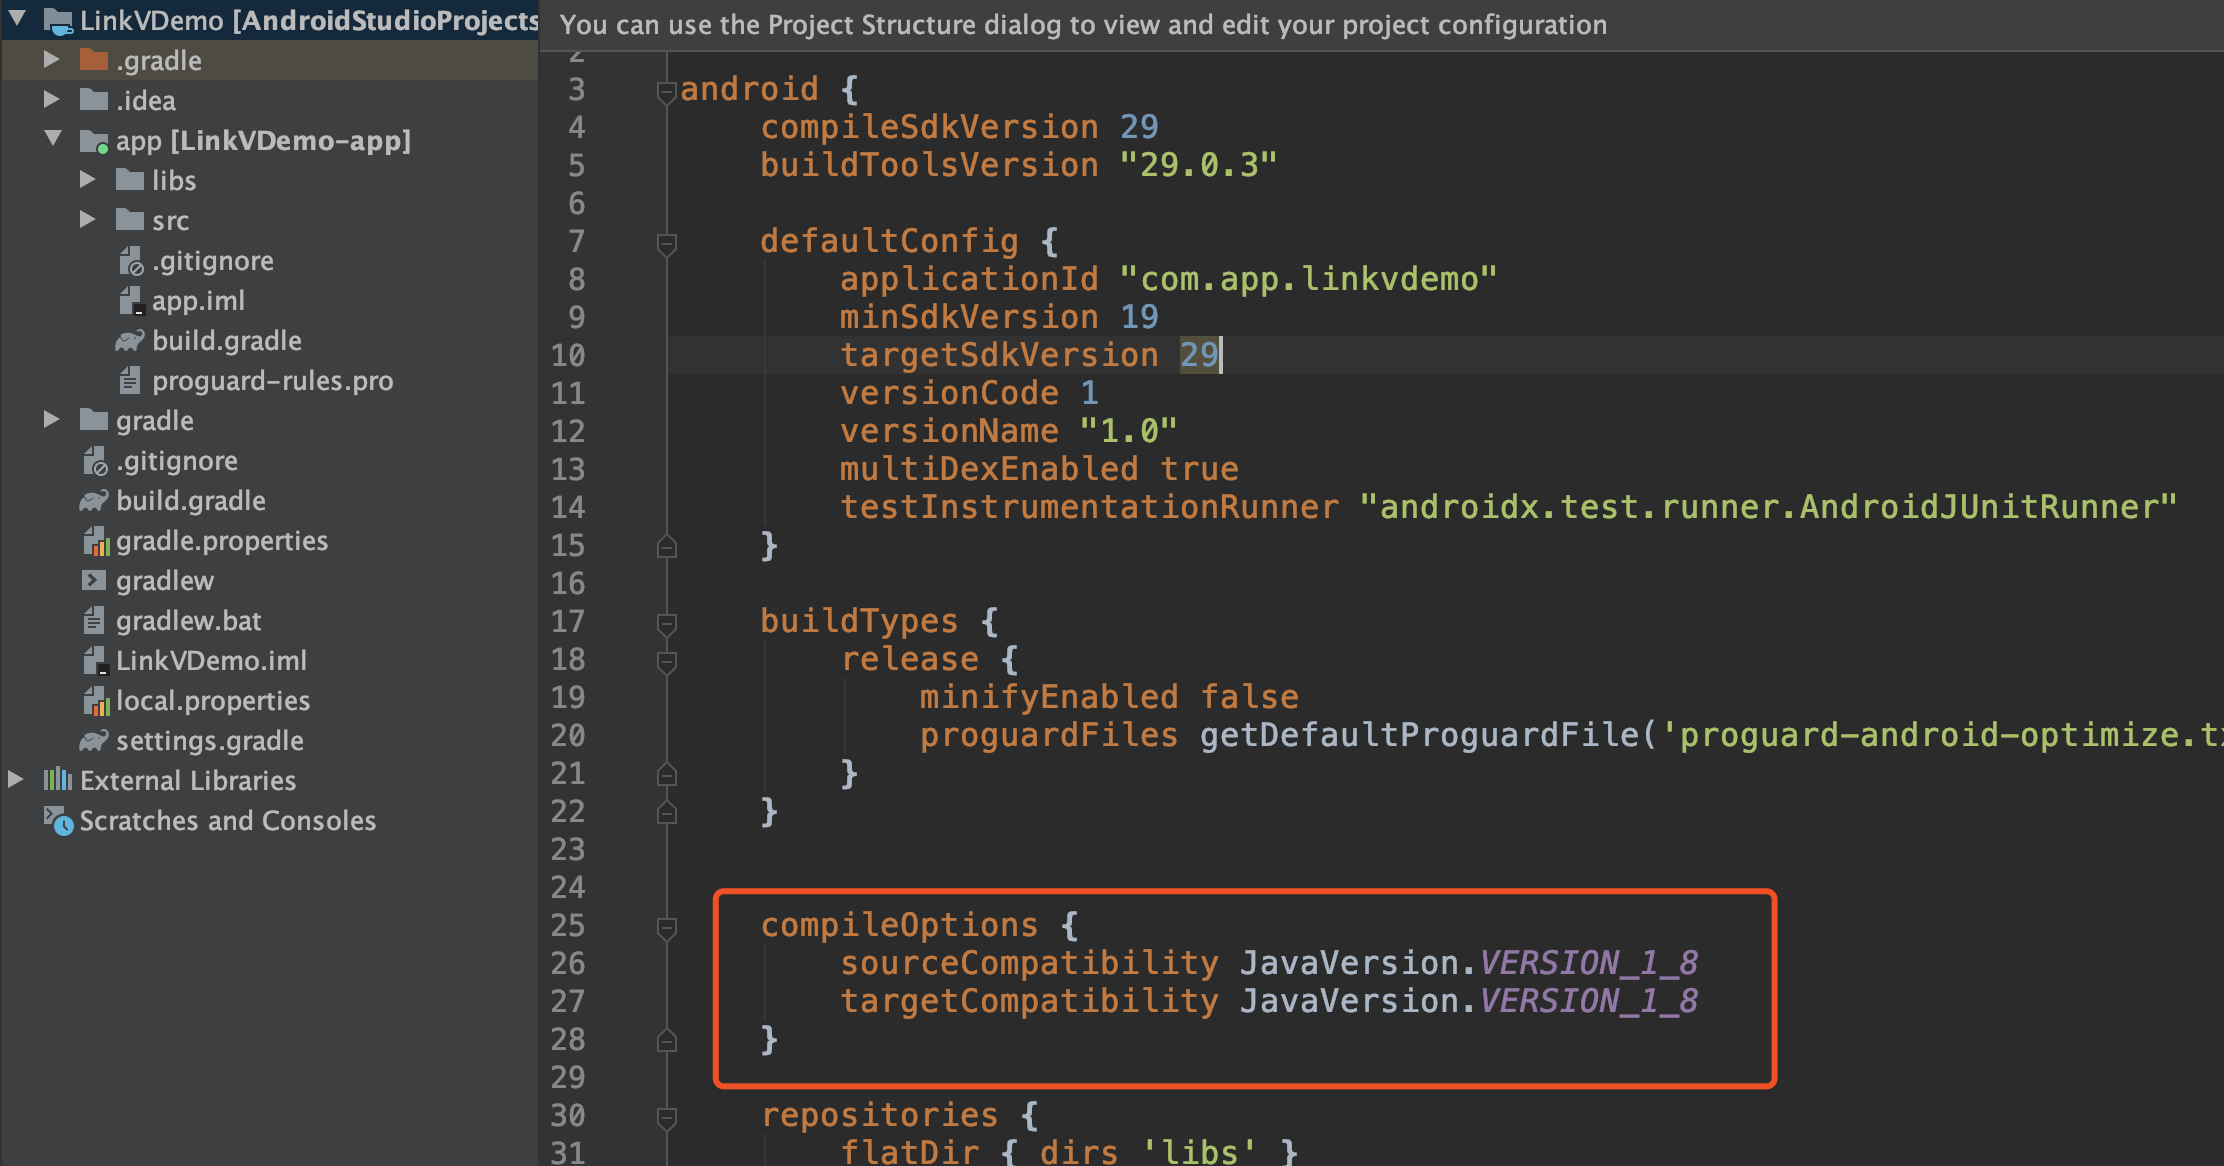 LinkVDemo [AndroidStudioProjects
.gradle
.idea
app [LinkVDemo-app]
libs
src
.gitignore
app.iml
build.gradle
proguard-rules.pro
gradle
.gitignore
build.gradle
gradle.properties
gradlew
gradlew.bat
LinkVDemo.iml
local.properties
settings.gradle
External Libraries
Scratches and Consoles
You can use the Project Structure dialog to view and edit your project configuration
2
3 android {
4 compileSdkVersion 29
5 buildToolsVersion "29.0.3"
6
7 defaultConfig {
8 applicationId "com.app.linkvdemo"
9 minSdkVersion 19
10 targetSdkVersion 29
11 versionCode 1
12 versionName "1.0"
13 multiDexEnabled true
14 testInstrumentationRunner "androidx.test.runner.AndroidJUnitRunner"
15 }
16
17 buildTypes {
18 release {
19 minifyEnabled false
20 proguardFiles getDefaultProguardFile('proguard-android-optimize.tx
21 }
22 }
23
24
25 compileOptions {
26 sourceCompatibility JavaVersion.VERSION_1_8
27 targetCompatibility JavaVersion.VERSION_1_8
28 }
29
30 repositories {
31 flatDir { dirs 'libs' }